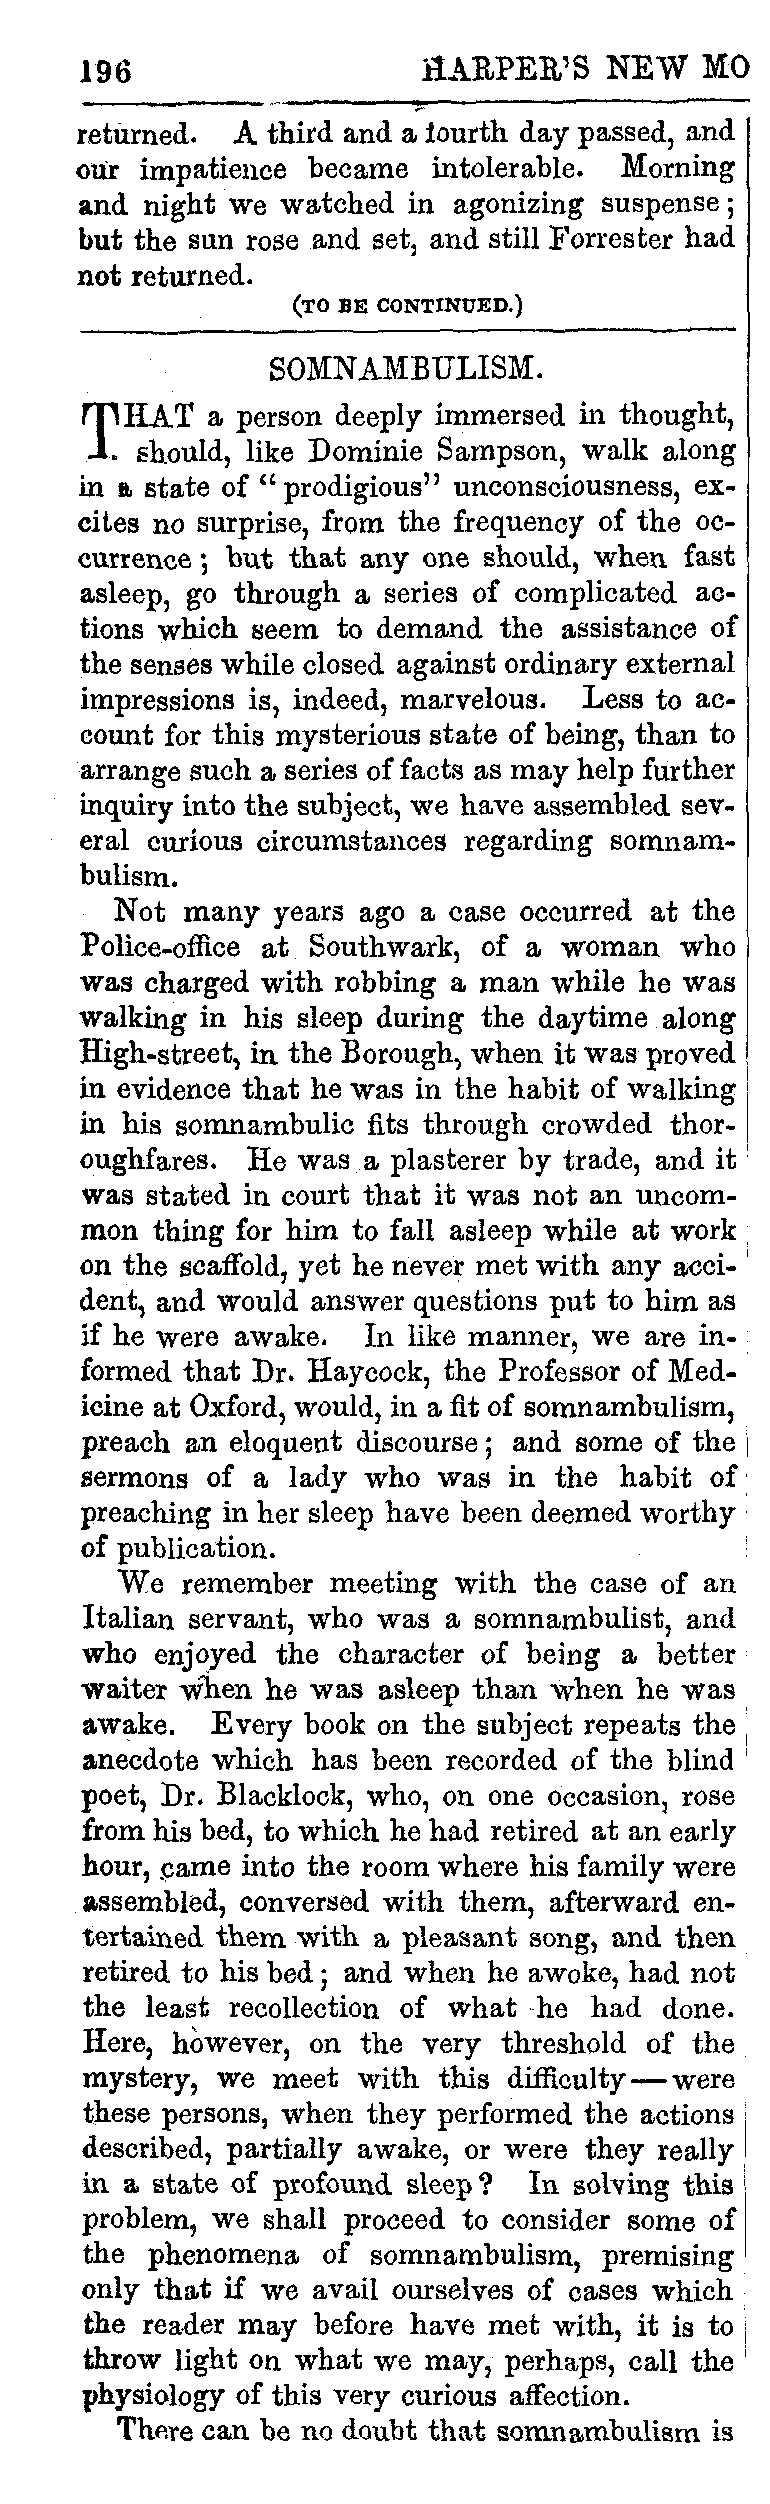 196 HARPER'S NEW MO
returned. A third and a fourth day passed, and
our impatience became intolerable. Morning
and night we watched in agonizing suspense;
but the sun rose and set, and still Forrester had
not returned.
(TO BE CONTINUED.)
SOMNAMBULISM.
THAT a person deeply immersed in thought,
should, like Dominie Sampson, walk along
in a state of "prodigious" unconsciousness, ex-
cites no surprise, from the frequency of the oc-
currence; but that any one should, when fast
asleep, go through a series of complicated ac-
tions which seem to demand the assistance of
the senses while closed against ordinary external
impressions is, indeed, marvelous. Less to ac-
count for this mysterious state of being, than to
arrange such a series of facts as may help further
inquiry into the subject, we have assembled sev-
eral curious circumstances regarding somnam-
bulism.
Not many years ago a case occurred at the
Police-office at Southwark, of a woman who
was charged with robbing a man while he was
walking in his sleep during the daytime along
High-street, in the Borough, when it was proved
in evidence that he was in the habit of walking
in his somnambulic fits through crowded thor-
oughfares. He was a plasterer by trade, and it
was stated in court that it was not an uncom-
mon thing for him to fall asleep while at work
on the scaffold, yet he never met with any acci-
dent, and would answer questions put to him as
if he were awake. In like manner, we are in-
formed that Dr. Haycock, the Professor of Med-
icine at Oxford, would, in a fit of somnambulism,
preach an eloquent discourse; and some of the
sermons of a lady who was in the habit of
preaching in her sleep have been deemed worthy
of publication.
We remember meeting with the case of an
Italian servant, who was a somnambulist, and
who enjoyed the character of being a better
waiter when he was asleep than when he was
awake. Every book on the subject repeats the
anecdote which has been recorded of the blind
poet, Dr. Blacklock, who, on one occasion, rose
from his bed, to which he had retired at an early
hour, came into the room where his family were
assembled, conversed with them, afterward en-
tertained them with a pleasant song, and then
retired to his bed; and when he awoke, had not
the least recollection of what he had done.
Here, however, on the very threshold of the
mystery, we meet with this difficulty—were
these persons, when they performed the actions
described, partially awake, or were they really
in a state of profound sleep? In solving this
problem, we shall proceed to consider some of
the phenomena of somnambulism, premising
only that if we avail ourselves of cases which
the reader may before have met with, it is to
throw light on what we may, perhaps, call the
physiology of this very curious affection.
There can be no doubt that somnambulism is